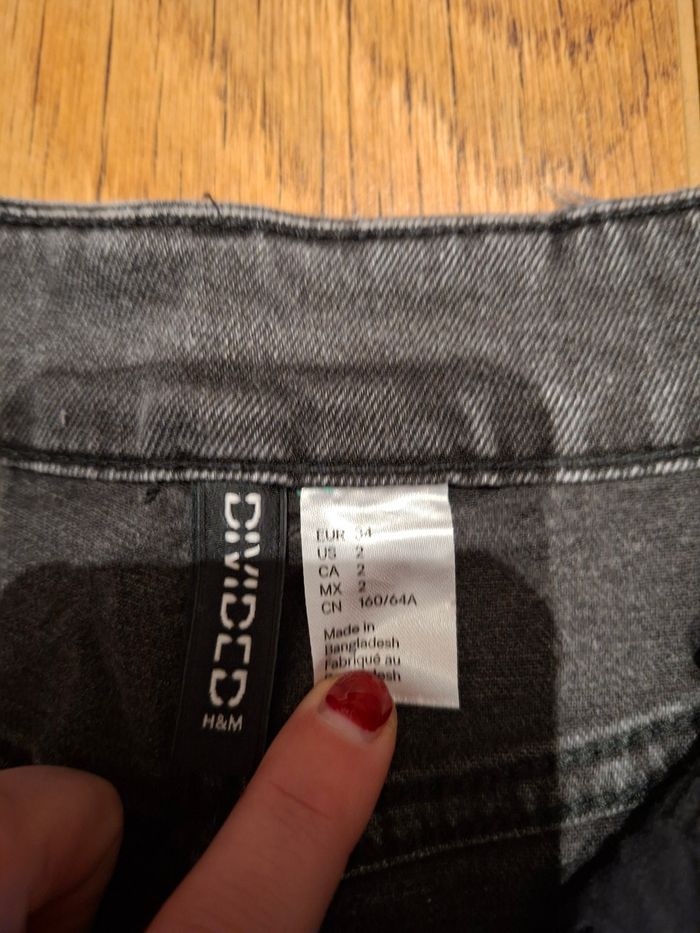 DIVIDED
H&M
EUR 34
US 2
CA 2
MX 2
CN 160/64A
Made in
Bangladesh
Fabriqué au